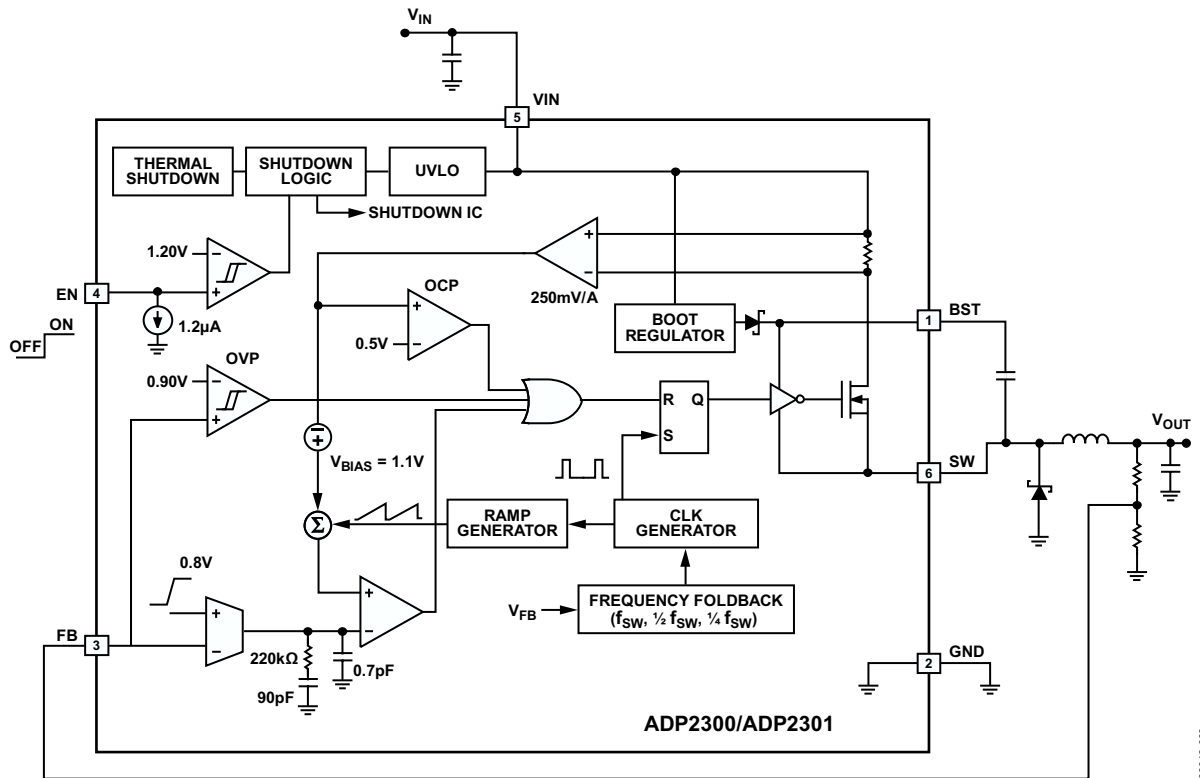 VIN
VIN
5
THERMAL
SHUTDOWN
SHUTDOWN
LOGIC
UVLO
SHUTDOWN IC
1.20V
−
+
EN
4
1.2µA
ON
OFF
+
−
250mV/A
OCP
+
0.5V
−
BOOT
REGULATOR
1
BST
OVP
0.90V
−
+
R
Q
S
VOUT
6
SW
− +
VBIAS = 1.1V
Σ
RAMP
GENERATOR
CLK
GENERATOR
0.8V
+
−
+
−
VFB
FREQUENCY FOLDBACK
(fSW, ½ fSW, ¼ fSW)
FB
3
220kΩ
0.7pF
90pF
2
GND
ADP2300/ADP2301